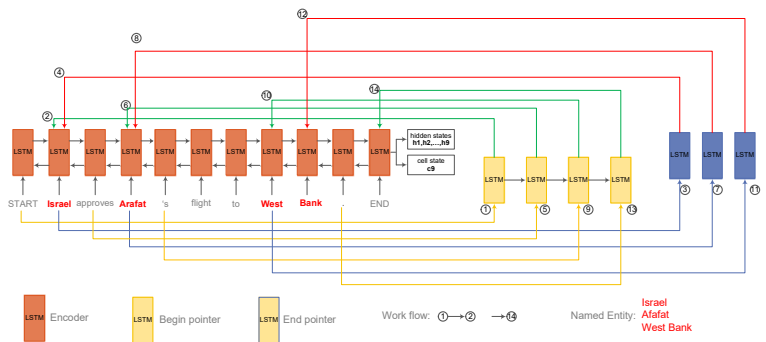 12
8
4
14
10
6
2
LSTM LSTM LSTM LSTM LSTM LSTM LSTM LSTM LSTM LSTM LSTM
hidden states
h1,h2,...,h9
cell state
c9
LSTM LSTM LSTM LSTM
LSTM LSTM LSTM
START Israel approves Arafat 's flight to West Bank . END
1 5 9 13
3 7 11
LSTM Encoder
LSTM Begin pointer
LSTM End pointer
Work flow: 1 2 14
Named Entity:
Israel
Afafat
West Bank